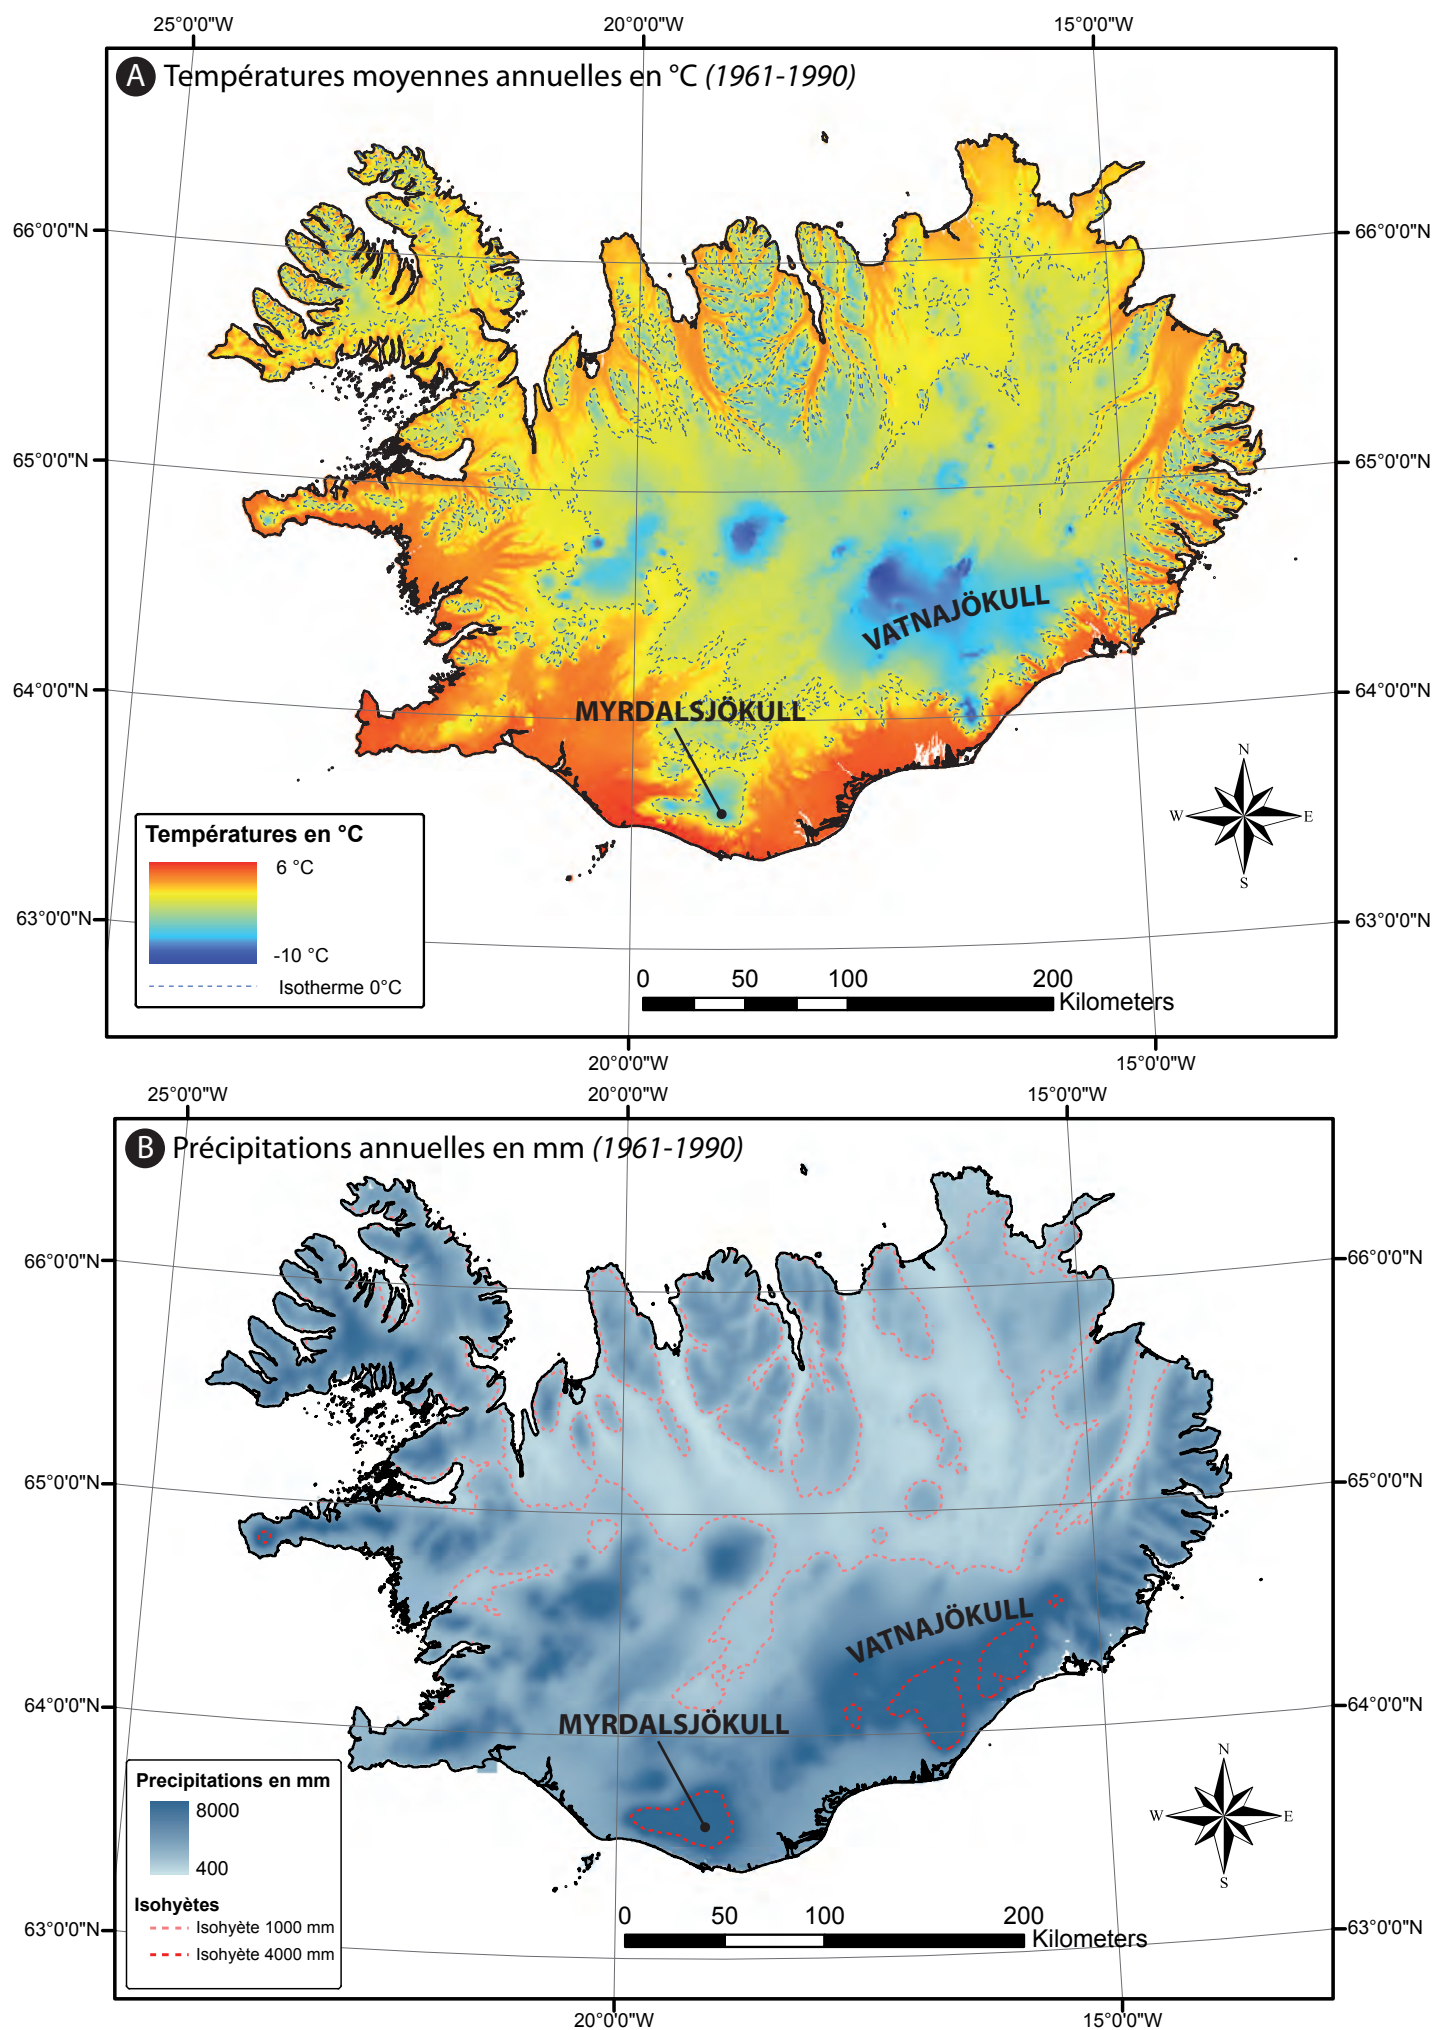 25°0'0"W 20°0'0"W 15°0'0"W
A Températures moyennes annuelles en °C (1961-1990)
66°0'0"N 66°0'0"N
65°0'0"N 65°0'0"N
VATNAJÖKULL
64°0'0"N 64°0'0"N
MYRDALSJÖKULL
N
W E
S
Températures en °C
6 °C
-10 °C
Isotherme 0°C
63°0'0"N 63°0'0"N
0 50 100 200
Kilometers
20°0'0"W 15°0'0"W
25°0'0"W 20°0'0"W 15°0'0"W
B Précipitations annuelles en mm (1961-1990)
66°0'0"N 66°0'0"N
65°0'0"N 65°0'0"N
VATNAJÖKULL
64°0'0"N 64°0'0"N
MYRDALSJÖKULL
N
W E
S
Precipitations en mm
8000
400
Isohyètes
Isohyète 1000 mm
Isohyète 4000 mm
63°0'0"N 63°0'0"N
0 50 100 200
Kilometers
20°0'0"W 15°0'0"W